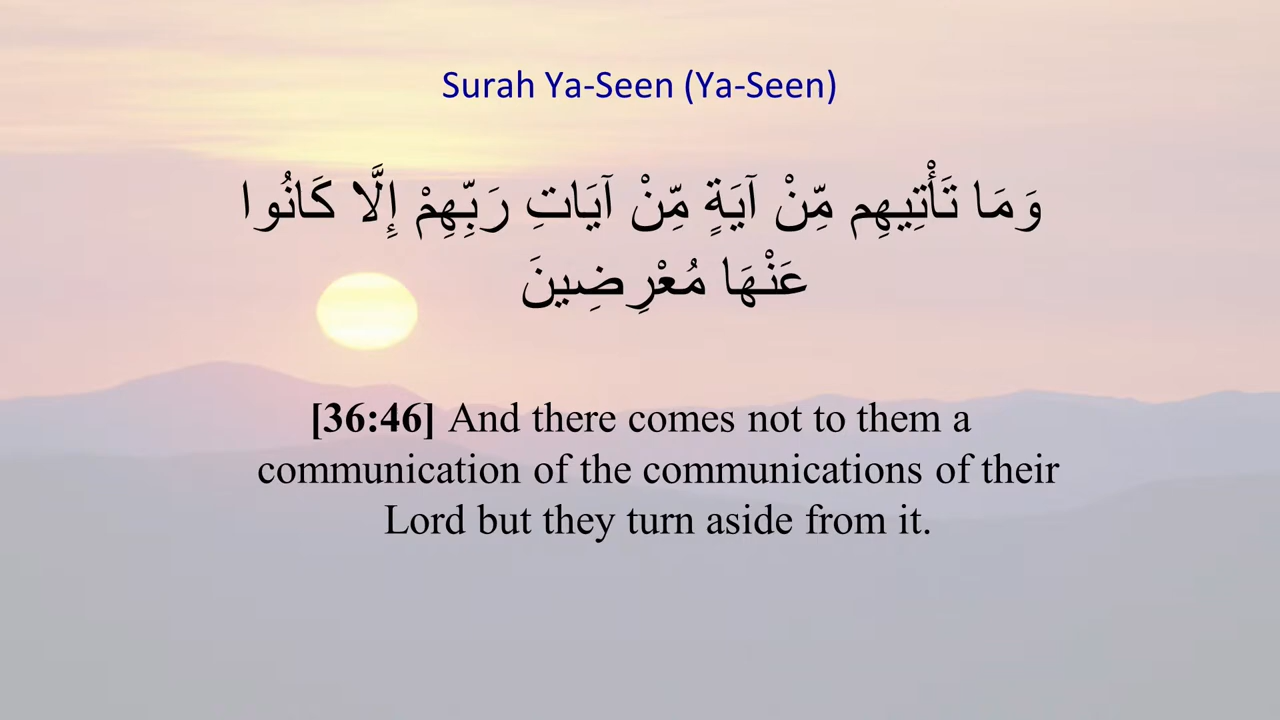 Surah Ya-Seen (Ya-Seen)
وَمَا تَأْتِيهِم مِّنْ آيَةٍ مِّنْ آيَاتِ رَبِّهِمْ إِلَّا كَانُوا
عَنْهَا مُعْرِضِينَ
[36:46] And there comes not to them a
communication of the communications of their
Lord but they turn aside from it.